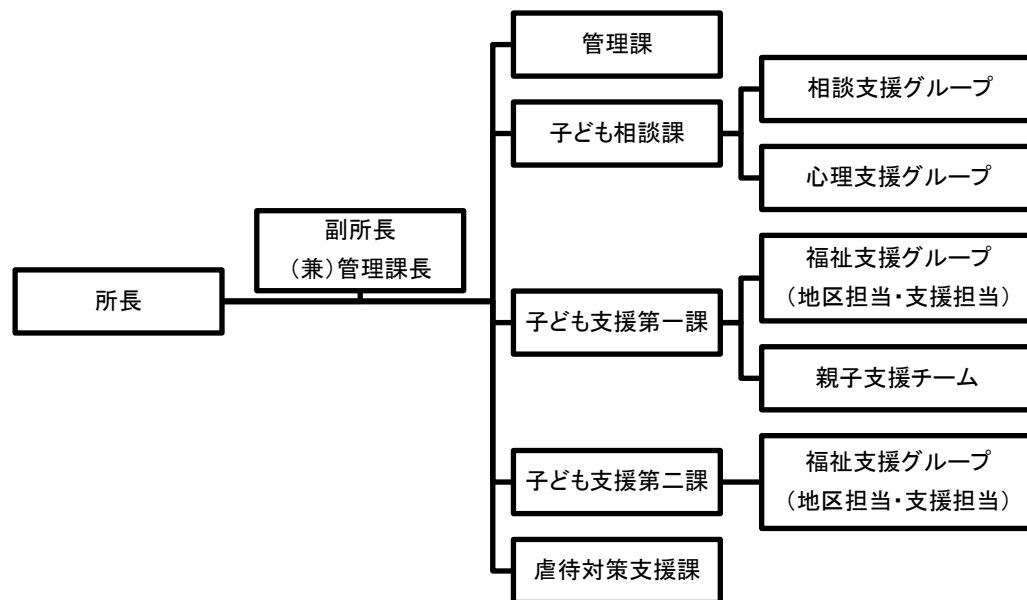 所長
副所長
（兼）管理課長
管理課
子ども相談課
相談支援グループ
心理支援グループ
子ども支援第一課
福祉支援グループ
（地区担当・支援担当）
親子支援チーム
子ども支援第二課
福祉支援グループ
（地区担当・支援担当）
虐待対策支援課